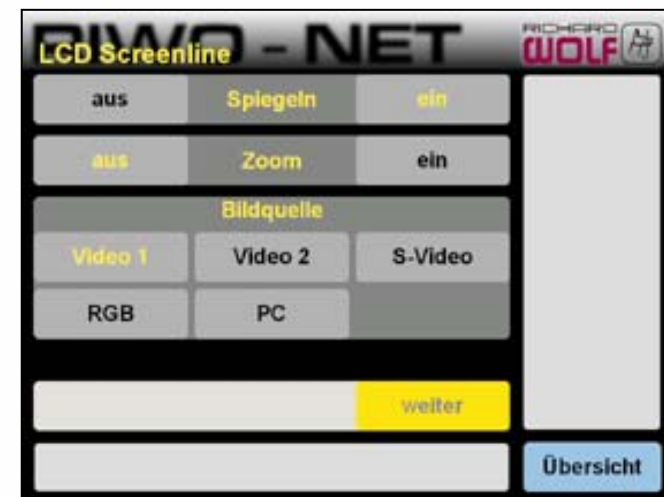 RIWO - NET
LCD Screenline
RICHARD
WOLF
aus Spiegeln ein
aus Zoom ein
Bildquelle
Video 1 Video 2 S-Video
RGB PC
weiter
Übersicht